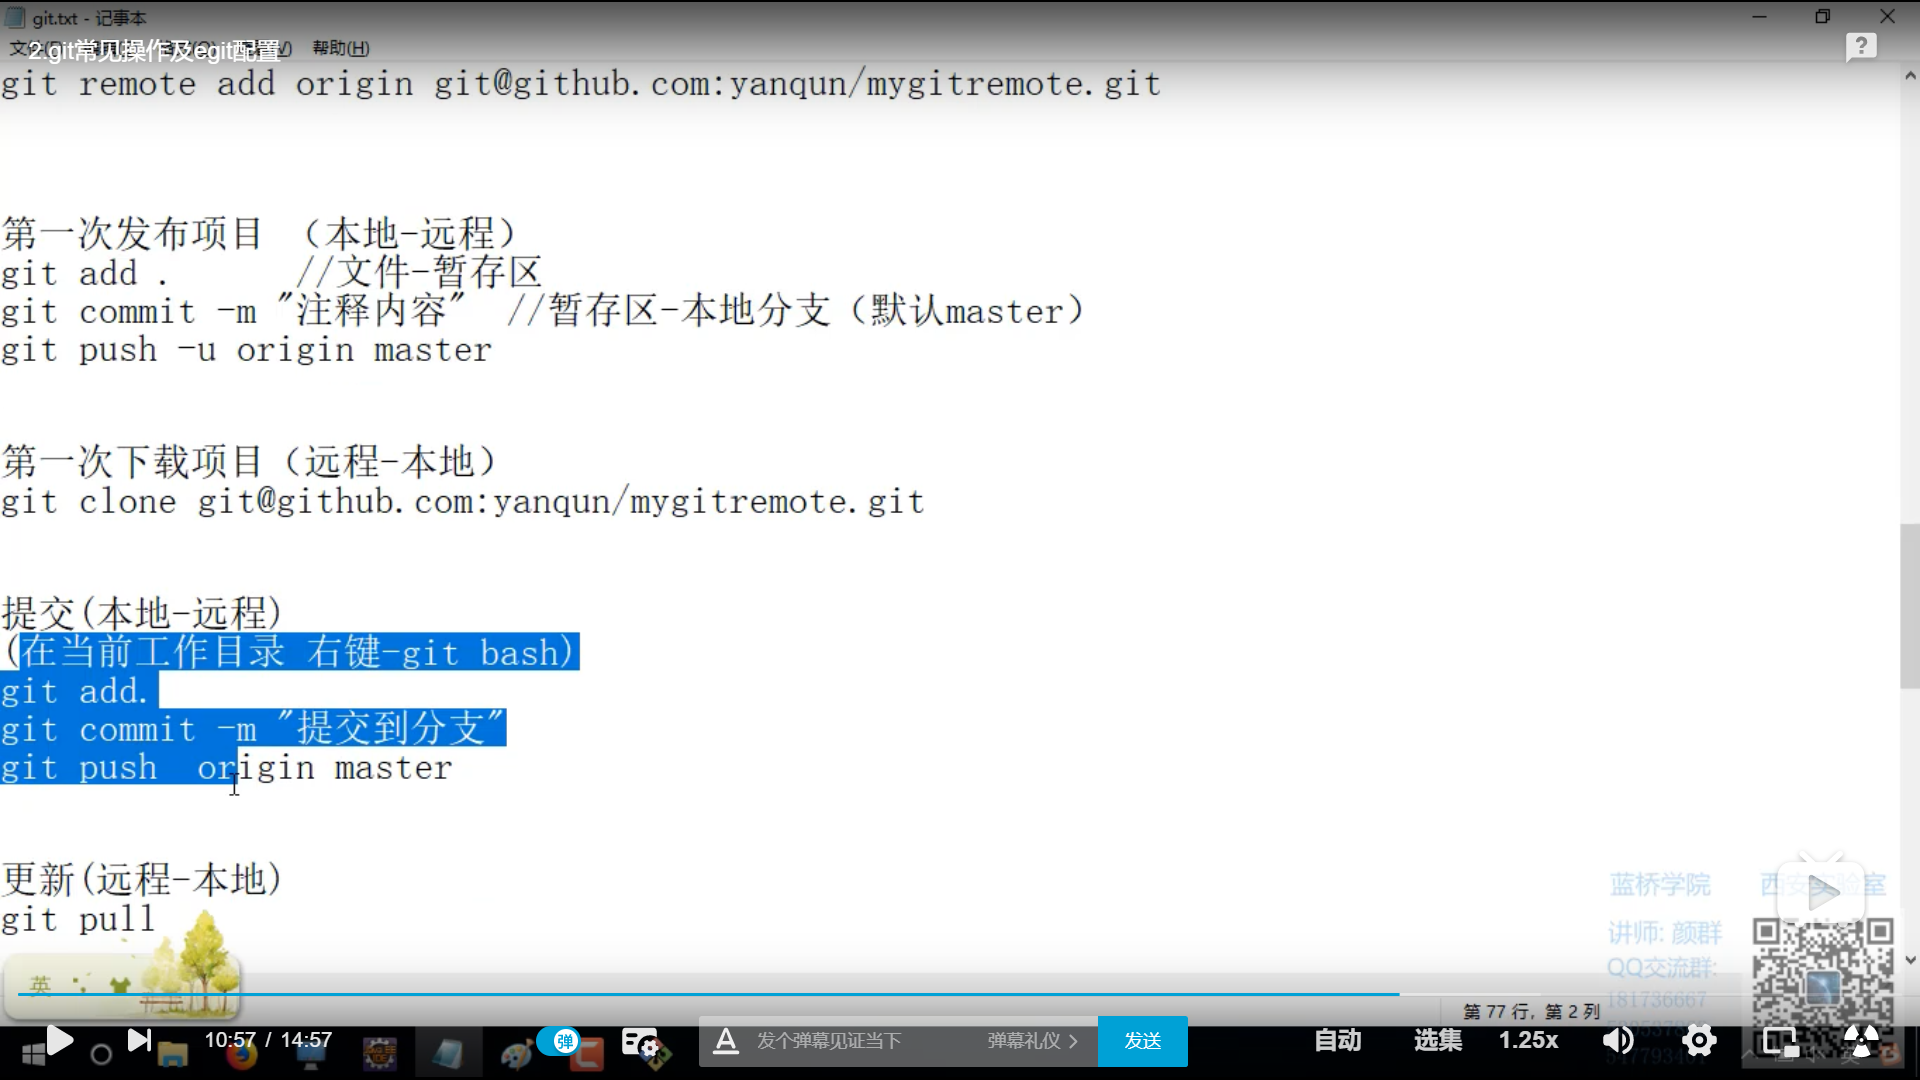 git.txt - 记事本
2.git常见操作及egit配置
帮助(H)
git remote add origin git@github.com:yanqun/mygitremote.git
第一次发布项目 （本地-远程）
git add . //文件-暂存区
git commit -m "注释内容" //暂存区-本地分支（默认master）
git push -u origin master
第一次下载项目（远程-本地）
git clone git@github.com:yanqun/mygitremote.git
提交(本地-远程)
(在当前工作目录 右键-git bash)
git add.
git commit -m "提交到分支"
git push origin master
更新(远程-本地)
git pull
蓝桥学院 西安实验室
讲师: 颜群
QQ交流群:
181736667
英
第 77 行，第 2 列
10:57 / 14:57
弹
发个弹幕见证当下
弹幕礼仪
发送
自动
选集
1.25x